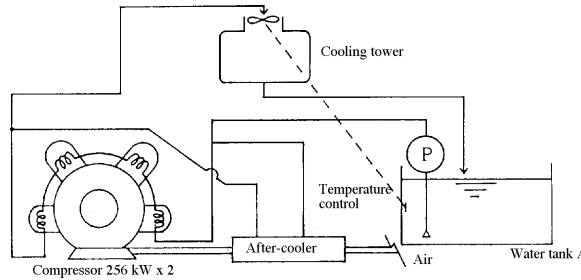 Cooling tower
P
Temperature
control
After-cooler
Air
Water tank
Compressor 256 kW x 2